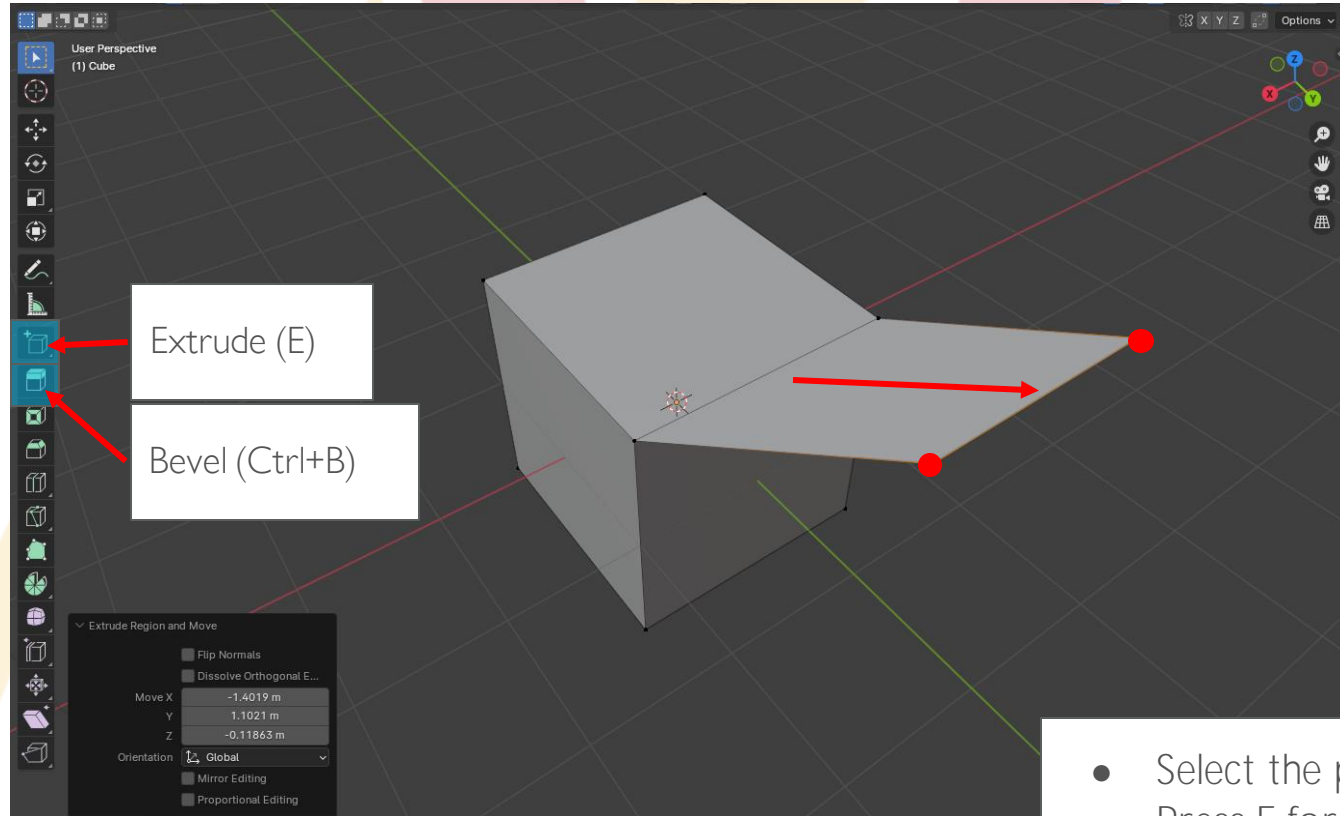 X Y Z
Options
User Perspective
(1) Cube
Z
X
Y
Extrude (E)
Bevel (Ctrl+B)
Extrude Region and Move
Flip Normals
Dissolve Orthogonal E...
Move X -1.4019 m
Y 1.1021 m
Z -0.11863 m
Orientation Global
Mirror Editing
Proportional Editing
● Select the